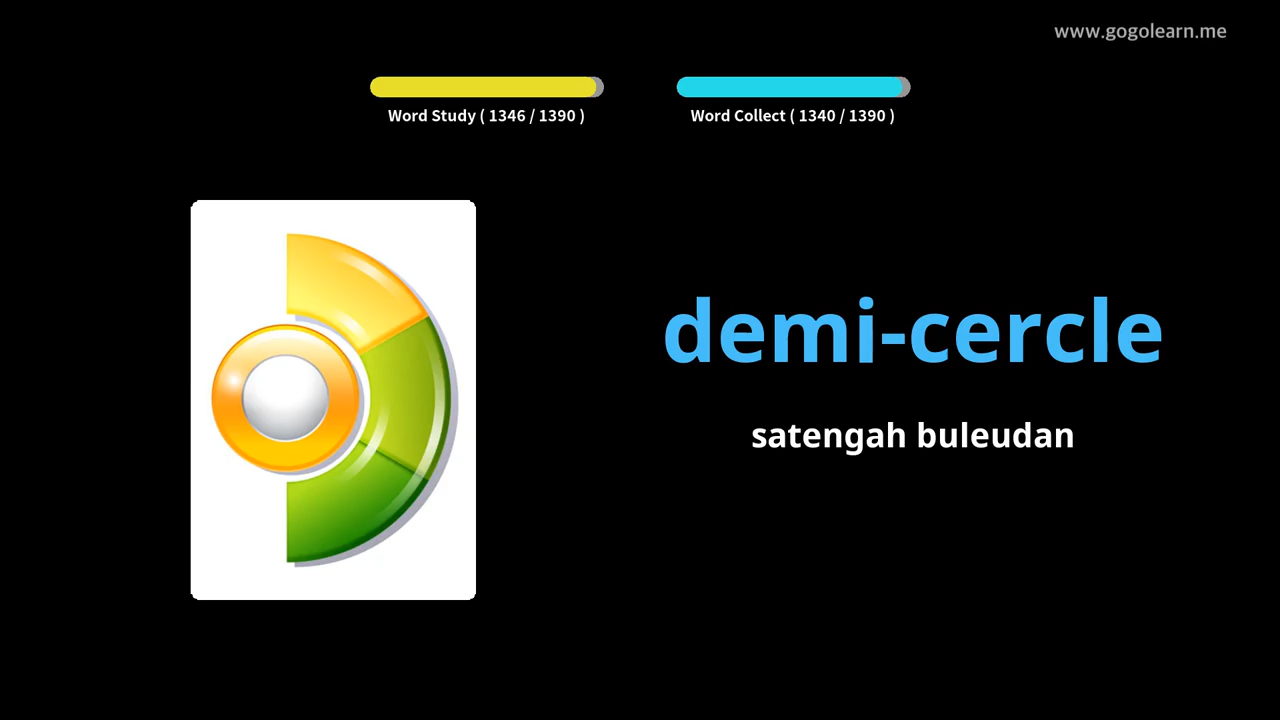 www.gogolearn.me
Word Study ( 1346 / 1390 )
Word Collect ( 1340 / 1390 )
demi-cercle
satengah buleudan